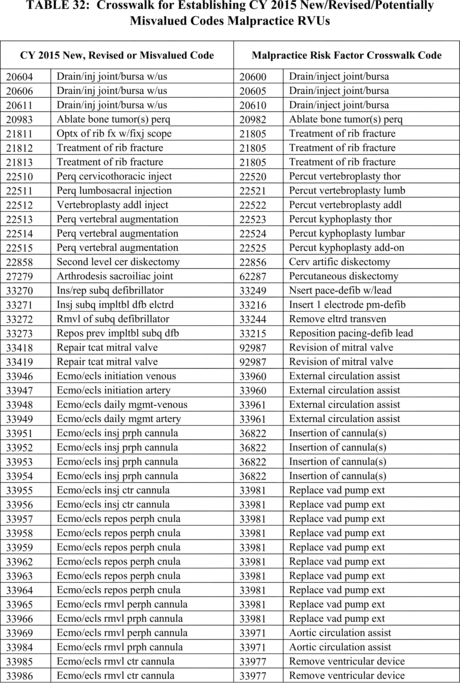 TABLE 32: Crosswalk for Establishing CY 2015 New/Revised/Potentially
Misvalued Codes Malpractice RVUs
CY 2015 New, Revised or Misvalued Code Malpractice Risk Factor Crosswalk Code
20604 Drain/inj joint/bursa w/us 20600 Drain/inject joint/bursa
20606 Drain/inj joint/bursa w/us 20605 Drain/inject joint/bursa
20611 Drain/inj joint/bursa w/us 20610 Drain/inject joint/bursa
20983 Ablate bone tumor(s) perq 20982 Ablate bone tumor(s) perq
21811 Optx of rib fx w/fixj scope 21805 Treatment of rib fracture
21812 Treatment of rib fracture 21805 Treatment of rib fracture
21813 Treatment of rib fracture 21805 Treatment of rib fracture
22510 Perq cervicothoracic inject 22520 Percut vertebroplasty thor
22511 Perq lumbosacral injection 22521 Percut vertebroplasty lumb
22512 Vertebroplasty addl inject 22522 Percut vertebroplasty addl
22513 Perq vertebral augmentation 22523 Percut kyphoplasty thor
22514 Perq vertebral augmentation 22524 Percut kyphoplasty lumbar
22515 Perq vertebral augmentation 22525 Percut kyphoplasty add-on
22858 Second level cer diskectomy 22856 Cerv artific diskectomy
27279 Arthrodesis sacroiliac joint 62287 Percutaneous diskectomy
33270 Ins/rep subq defibrillator 33249 Nsert pace-defib w/lead
33271 Insj subq impltbl dfb elctrd 33216 Insert 1 electrode pm-defib
33272 Rmvl of subq defibrillator 33244 Remove eltrd transven
33273 Repos prev impltbl subq dfb 33215 Reposition pacing-defib lead
33418 Repair tcat mitral valve 92987 Revision of mitral valve
33419 Repair tcat mitral valve 92987 Revision of mitral valve
33946 Ecmo/ecls initiation venous 33960 External circulation assist
33947 Ecmo/ecls initiation artery 33960 External circulation assist
33948 Ecmo/ecls daily mgmt-venous 33961 External circulation assist
33949 Ecmo/ecls daily mgmt artery 33961 External circulation assist
33951 Ecmo/ecls insj prph cannula 36822 Insertion of cannula(s)
33952 Ecmo/ecls insj prph cannula 36822 Insertion of cannula(s)
33953 Ecmo/ecls insj prph cannula 36822 Insertion of cannula(s)
33954 Ecmo/ecls insj prph cannula 36822 Insertion of cannula(s)
33955 Ecmo/ecls insj ctr cannula 33981 Replace vad pump ext
33956 Ecmo/ecls insj ctr cannula 33981 Replace vad pump ext
33957 Ecmo/ecls repos perph cnula 33981 Replace vad pump ext
33958 Ecmo/ecls repos perph cnula 33981 Replace vad pump ext
33959 Ecmo/ecls repos perph cnula 33981 Replace vad pump ext
33962 Ecmo/ecls repos perph cnula 33981 Replace vad pump ext
33963 Ecmo/ecls repos perph cnula 33981 Replace vad pump ext
33964 Ecmo/ecls repos perph cnula 33981 Replace vad pump ext
33965 Ecmo/ecls rmvl perph cannula 33981 Replace vad pump ext
33966 Ecmo/ecls rmvl prph cannula 33981 Replace vad pump ext
33969 Ecmo/ecls rmvl perph cannula 33971 Aortic circulation assist
33984 Ecmo/ecls rmvl prph cannula 33971 Aortic circulation assist
33985 Ecmo/ecls rmvl ctr cannula 33977 Remove ventricular device
33986 Ecmo/ecls rmvl ctr cannula 33977 Remove ventricular device